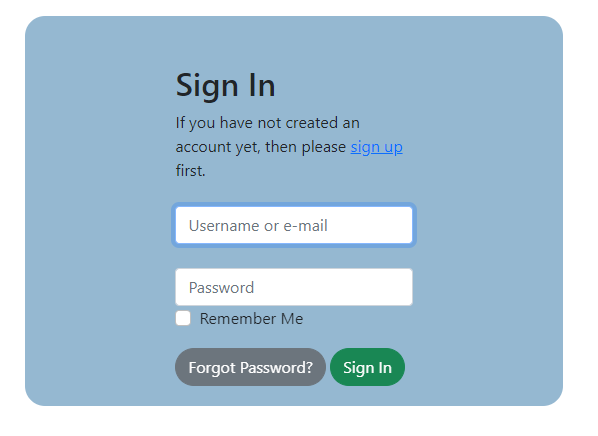 Sign In
If you have not created an
account yet, then please sign up
first.
Username or e-mail
Password
Remember Me
Forgot Password? Sign In